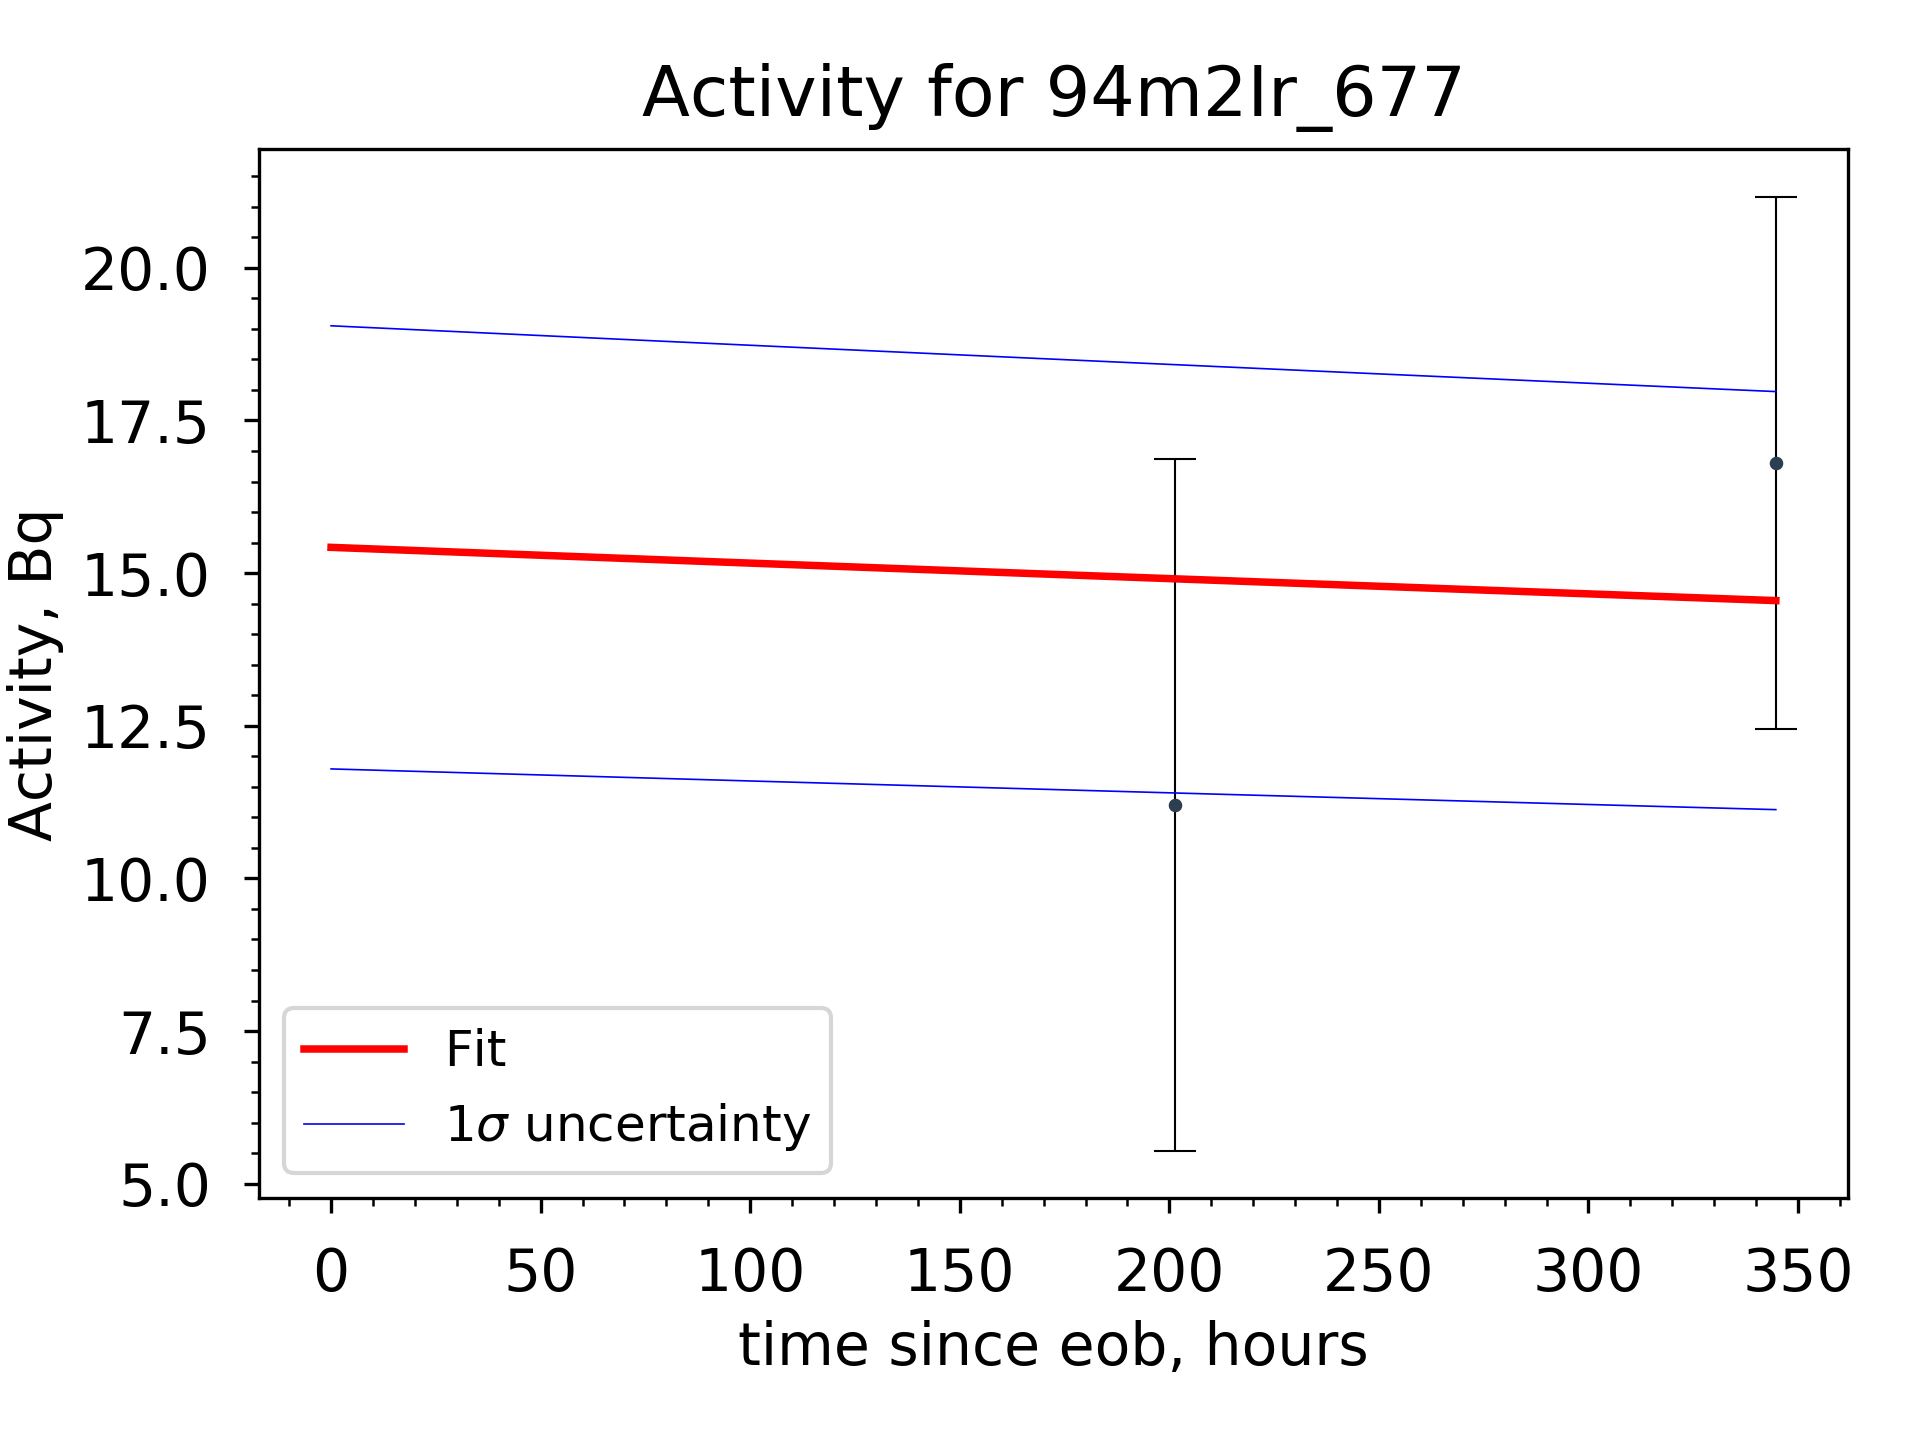 Activity for 94m2Ir_677
Activity, Bq
20.0
17.5
15.0
12.5
10.0
7.5
5.0
Fit
1σ uncertainty
0 50 100 150 200 250 300 350
time since eob, hours